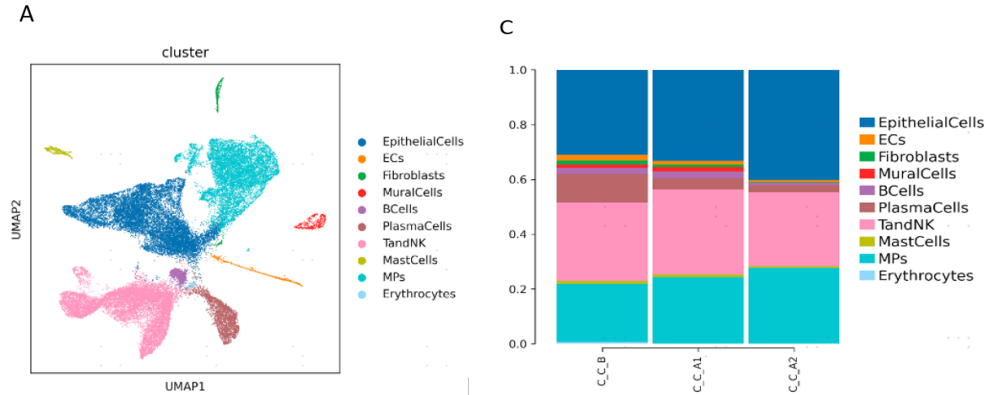 A
cluster
UMAP2
UMAP1
EpithelialCells
ECs
Fibroblasts
MuralCells
BCells
PlasmaCells
TandNK
MastCells
MPs
Erythrocytes
C
1.0
0.8
0.6
0.4
0.2
0.0
C_C_B
C_C_A1
C_C_A2
EpithelialCells
ECs
Fibroblasts
MuralCells
BCells
PlasmaCells
TandNK
MastCells
MPs
Erythrocytes